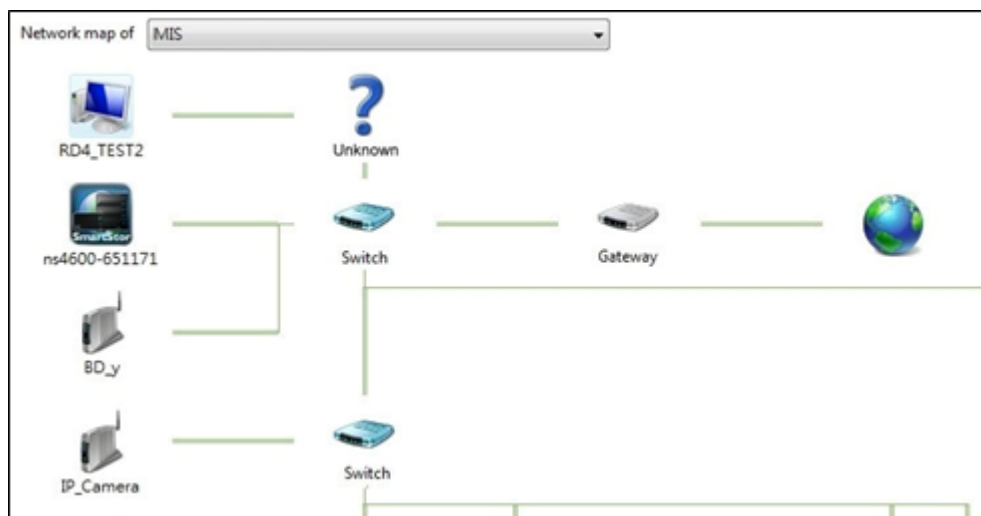 Network map of MIS
RD4_TEST2
Unknown
SmartStor
ns4600-651171
Switch
Gateway
BD_y
IP_Camera
Switch